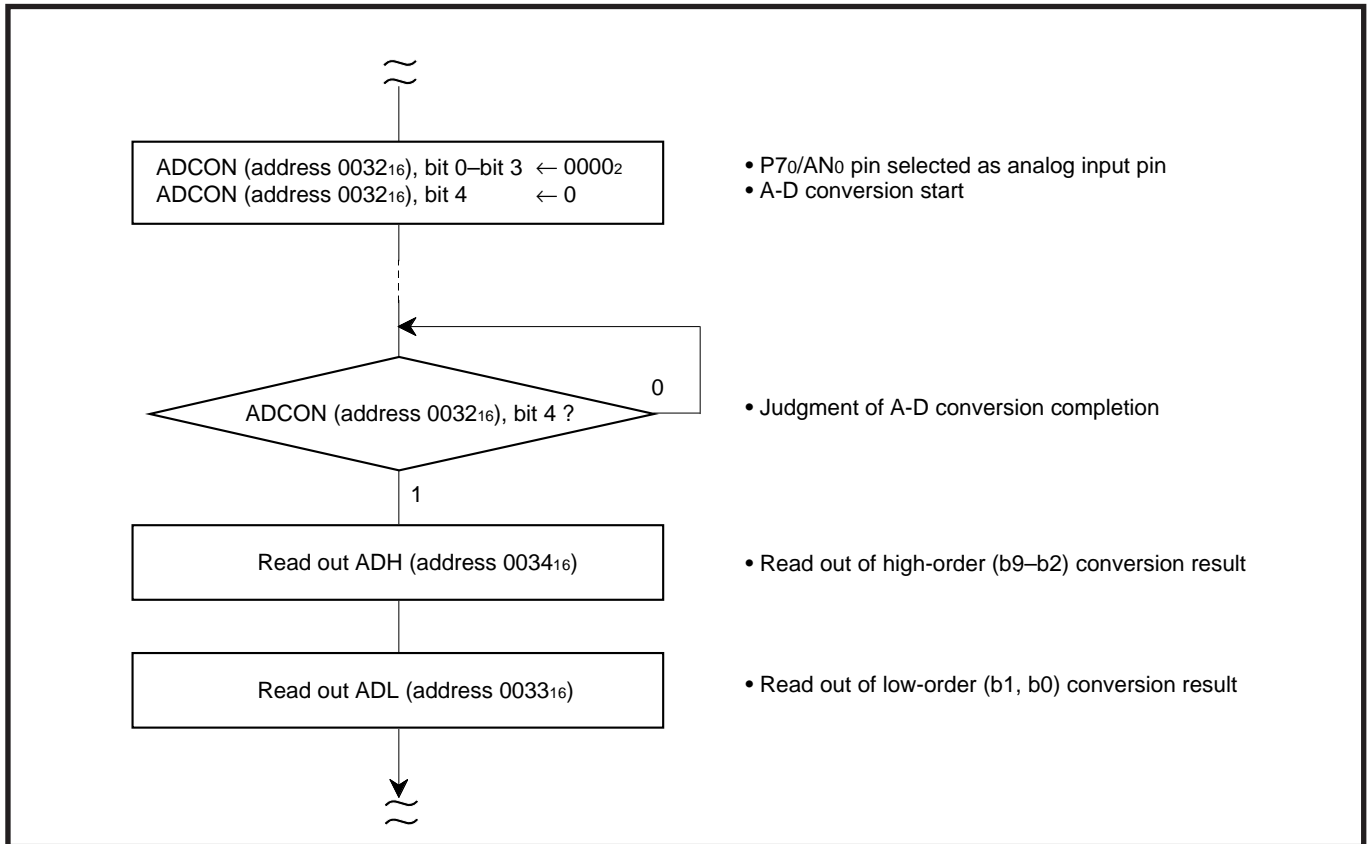 ADCON (address 0032₁₆), bit 0–bit 3 ← 0000₂
ADCON (address 0032₁₆), bit 4 ← 0
• P7₀/AN₀ pin selected as analog input pin
• A-D conversion start
0
ADCON (address 0032₁₆), bit 4 ?
• Judgment of A-D conversion completion
1
Read out ADH (address 0034₁₆)
• Read out of high-order (b9–b2) conversion result
Read out ADL (address 0033₁₆)
• Read out of low-order (b1, b0) conversion result